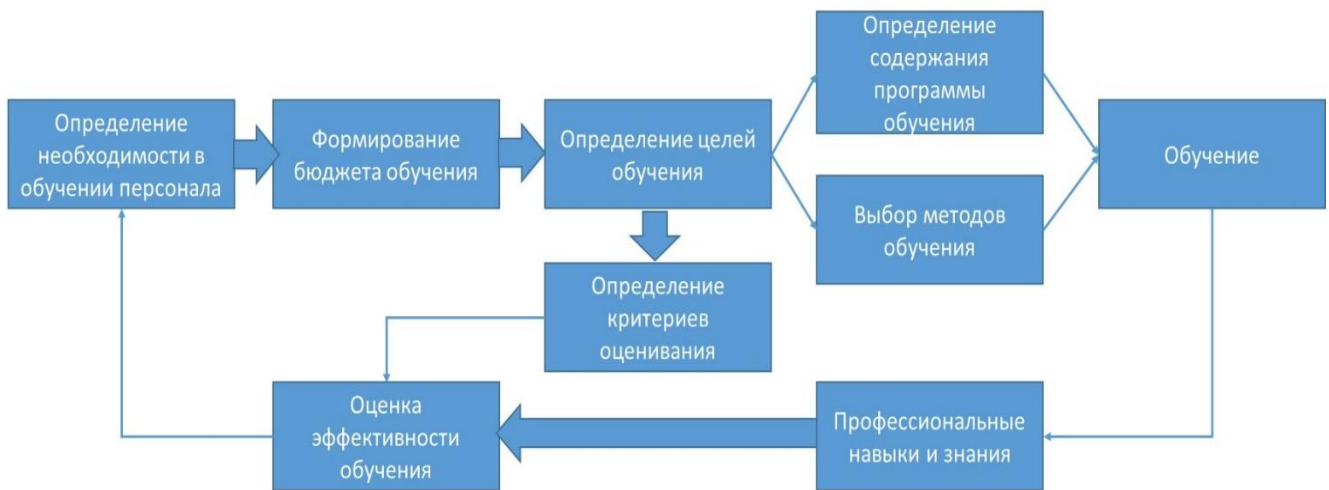 Определение
необходимости в
обучении персонала
Формирование
бюджета обучения
Определение целей
обучения
Определение
содержания
программы
обучения
Выбор методов
обучения
Обучение
Определение
критериев
оценивания
Оценка
эффективности
обучения
Профессиональные
навыки и знания